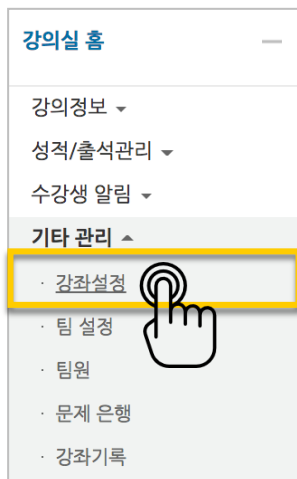 강의실 홈
강의정보
성적/출석관리
수강생 알림
기타 관리
· 강좌설정
· 팀 설정
· 팀원
· 문제 은행
· 강좌기록